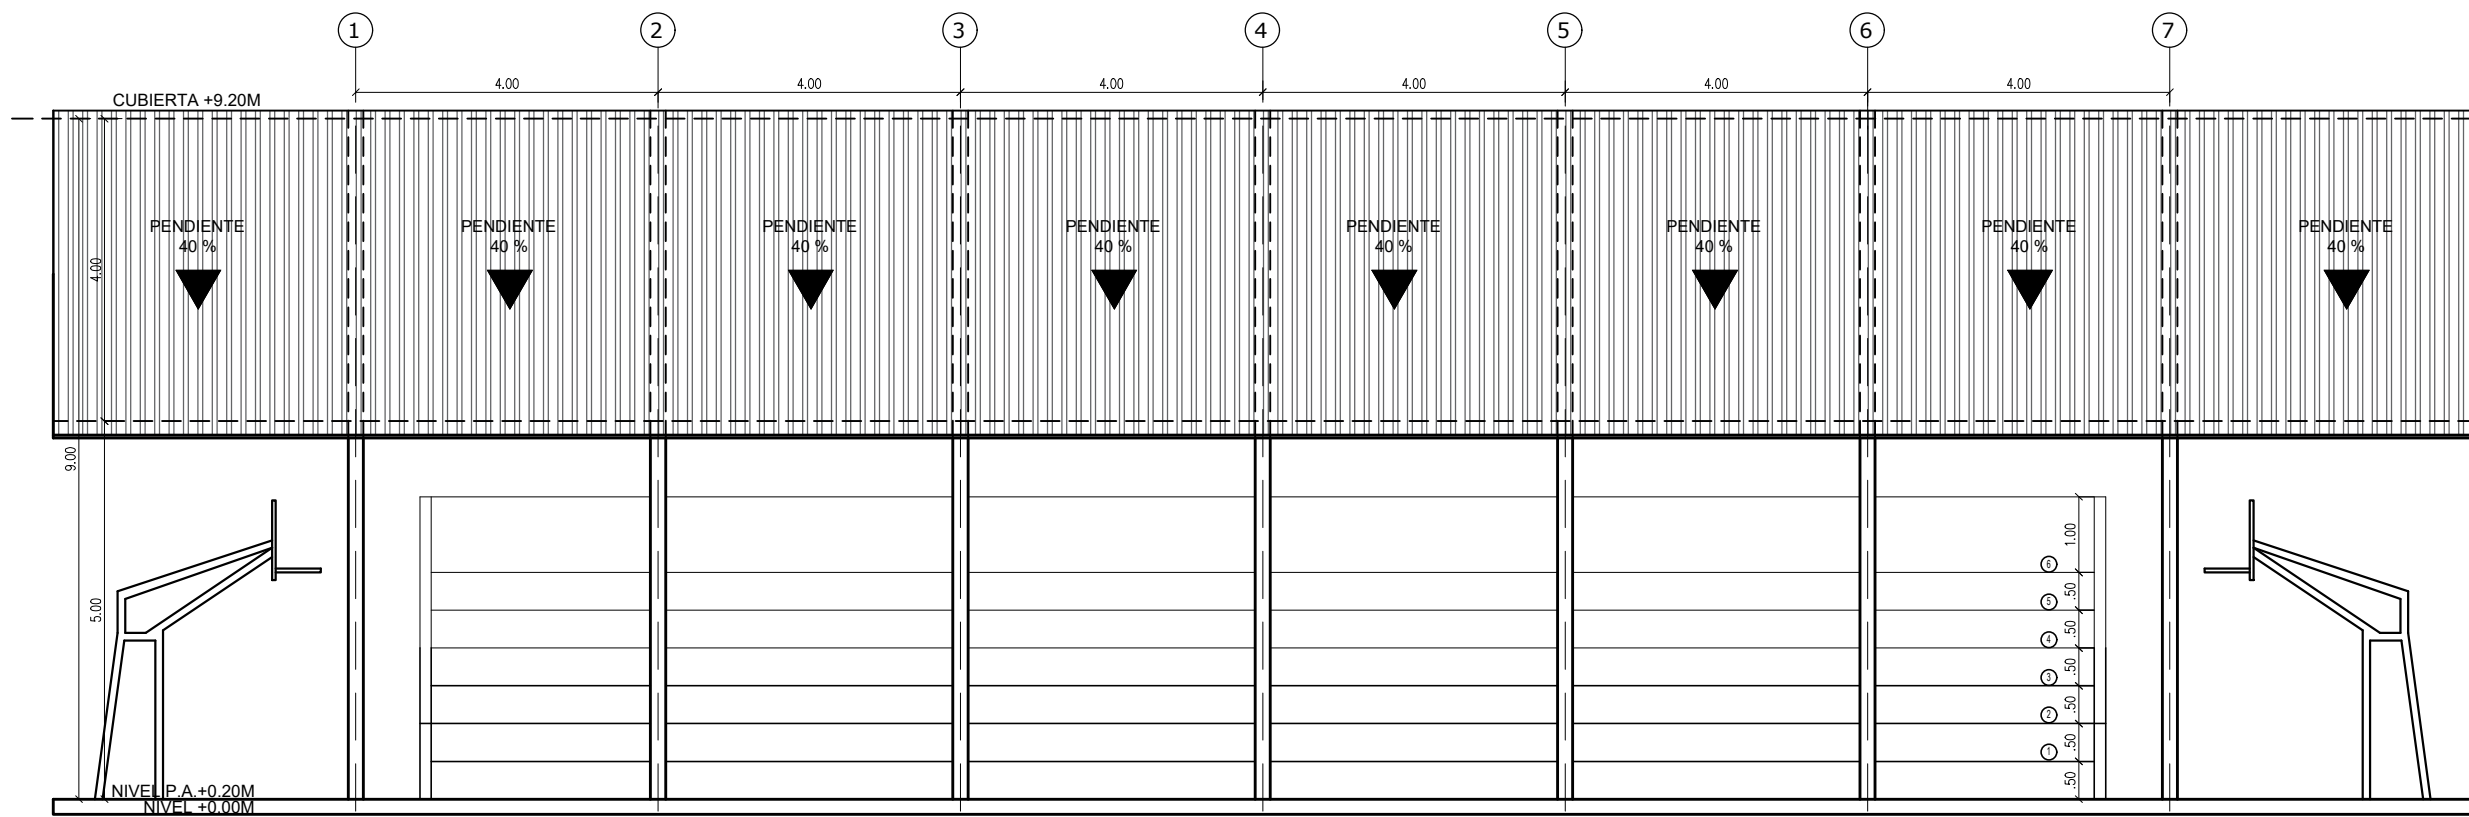 1 2 3 4 5 6 7
4.00 4.00 4.00 4.00 4.00 4.00
CUBIERTA +9.20M
PENDIENTE
40 %
PENDIENTE
40 %
PENDIENTE
40 %
PENDIENTE
40 %
PENDIENTE
40 %
PENDIENTE
40 %
PENDIENTE
40 %
PENDIENTE
40 %
4.00
9.00
5.00
1.00
6
.50
5
.50
4
.50
3
.50
2
.50
1
.50
NIVEL P.A.+0.20M
NIVEL +0.00M